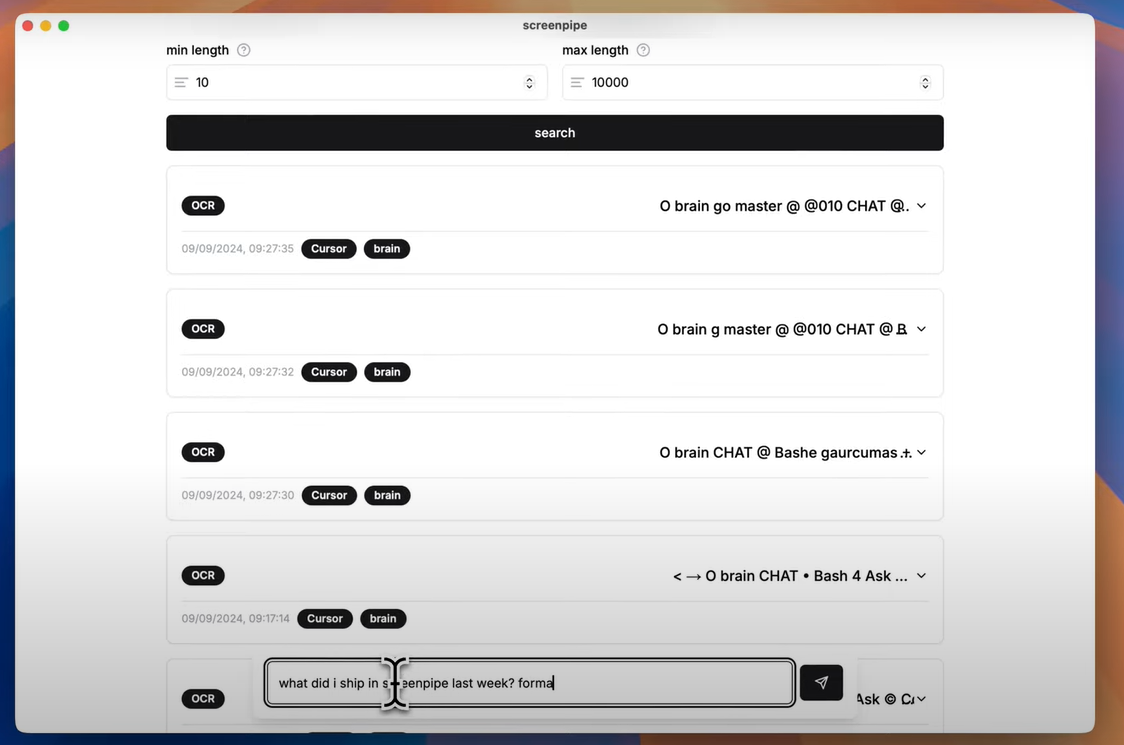 screenpipe
min length
max length
10
10000
search
OCR
O brain go master @ @010 CHAT @..
09/09/2024, 09:27:35 Cursor brain
OCR
O brain g master @ @010 CHAT @
09/09/2024, 09:27:32 Cursor brain
OCR
O brain CHAT @ Bashe gaurcumas
09/09/2024, 09:27:30 Cursor brain
OCR
< → O brain CHAT • Bash 4 Ask ...
09/09/2024, 09:17:14 Cursor brain
what did i ship in screenpipe last week? forma
OCR
Ask ©